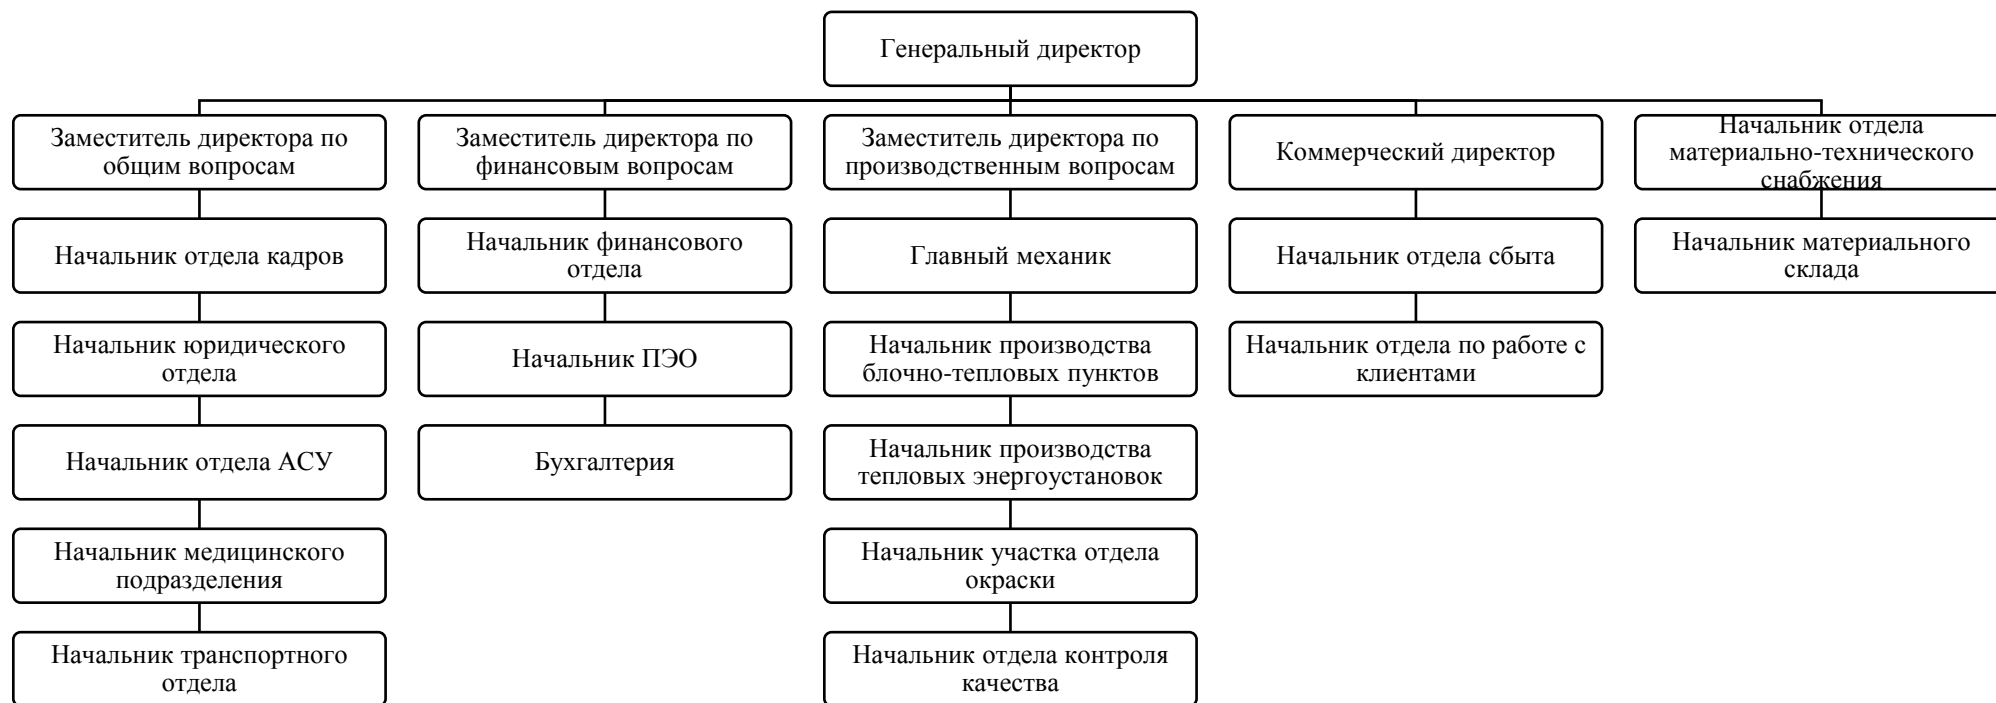 Генеральный директор
Заместитель директора по
общим вопросам
Заместитель директора по
финансовым вопросам
Заместитель директора по
производственным вопросам
Коммерческий директор
Начальник отдела
материально-технического
снабжения
Начальник отдела кадров
Начальник финансового
отдела
Главный механик
Начальник отдела сбыта
Начальник материального
склада
Начальник юридического
отдела
Начальник ПЭО
Начальник производства
блочно-тепловых пунктов
Начальник отдела по работе с
клиентами
Начальник отдела АСУ
Бухгалтерия
Начальник производства
тепловых энергоустановок
Начальник медицинского
подразделения
Начальник участка отдела
окраски
Начальник транспортного
отдела
Начальник отдела контроля
качества